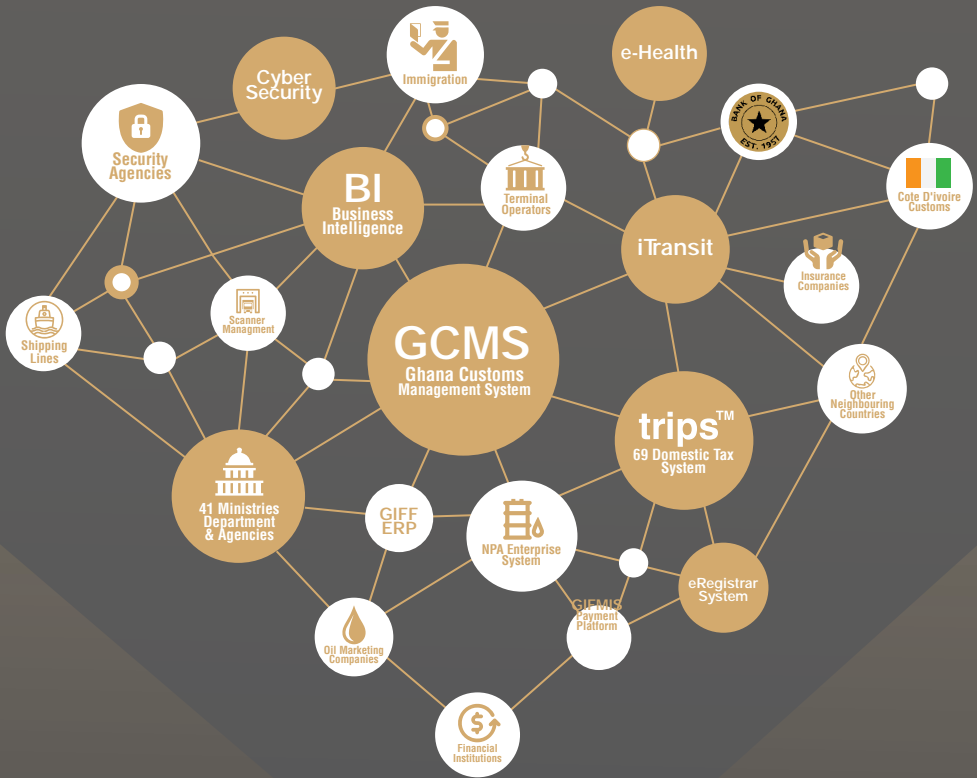 Cyber
Security
Immigration
e-Health
BANK OF GHANA
EST. 1957
Security
Agencies
BI
Business
Intelligence
Terminal
Operators
Cote D'ivoire
Customs
iTransit
Insurance
Companies
Scanner
Managment
Shipping
Lines
GCMS
Ghana Customs
Management System
Other
Neighbouring
Countries
trips™
69 Domestic Tax
System
41 Ministries
Department
& Agencies
GIFF
ERP
NPA Enterprise
System
eRegistrar
System
GIFMIS
Payment
Platform
Oil Marketing
Companies
$
Financial
Institutions